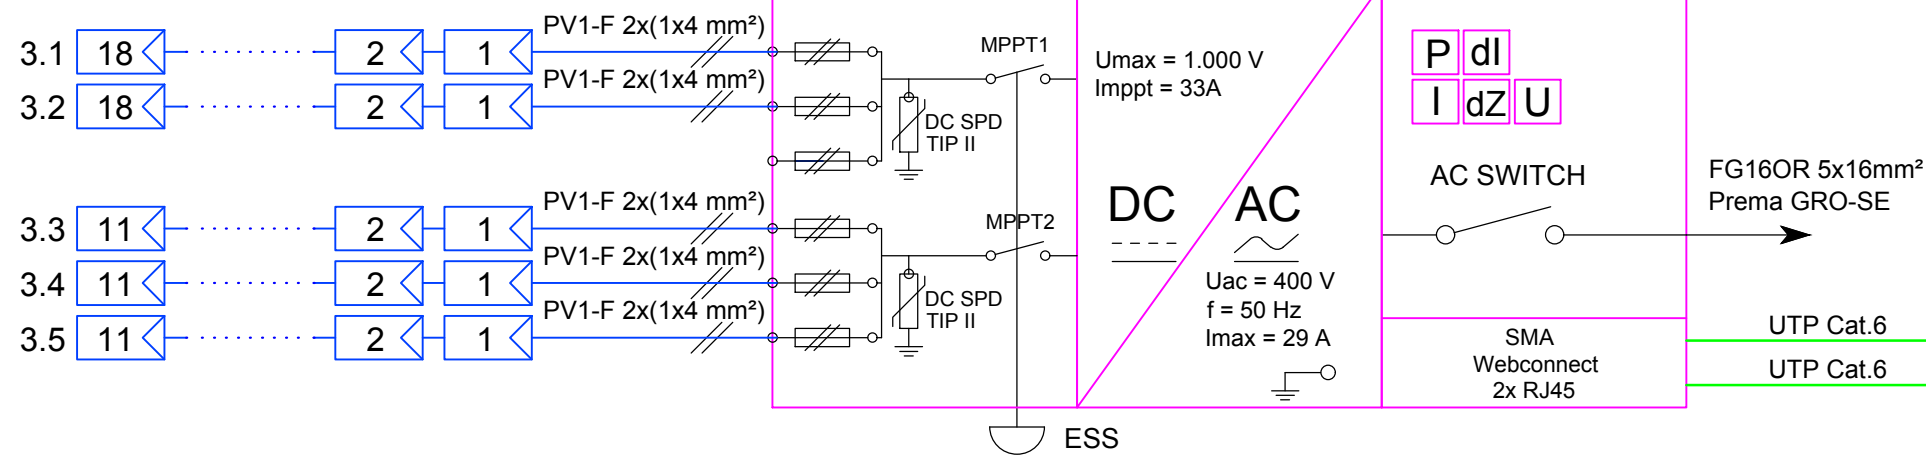 3.1 18 2 1 PV1-F 2x(1x4 mm²)
3.2 18 2 1 PV1-F 2x(1x4 mm²)
3.3 11 2 1 PV1-F 2x(1x4 mm²)
3.4 11 2 1 PV1-F 2x(1x4 mm²)
3.5 11 2 1 PV1-F 2x(1x4 mm²)
MPPT1
DC SPD
TIP II
MPPT2
DC SPD
TIP II
ESS
Umax = 1.000 V
Imppt = 33A
DC
AC
Uac = 400 V
f = 50 Hz
Imax = 29 A
P dI
I dZ U
AC SWITCH
SMA
Webconnect
2x RJ45
FG16OR 5x16mm²
Prema GRO-SE
UTP Cat.6
UTP Cat.6